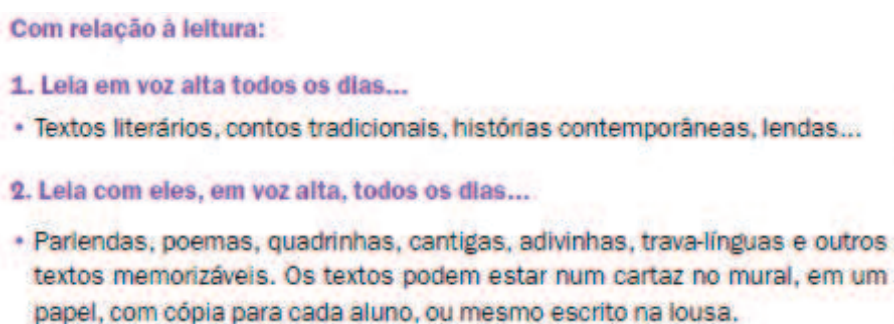 Com relação à leitura:
1. Leia em voz alta todos os dias...
• Textos literários, contos tradicionais, histórias contemporâneas, lendas...
2. Leia com eles, em voz alta, todos os dias...
• Parlendas, poemas, quadrinhas, cantigas, adivinhas, trava-línguas e outros
textos memorizáveis. Os textos podem estar num cartaz no mural, em um
papel, com cópia para cada aluno, ou mesmo escrito na lousa.